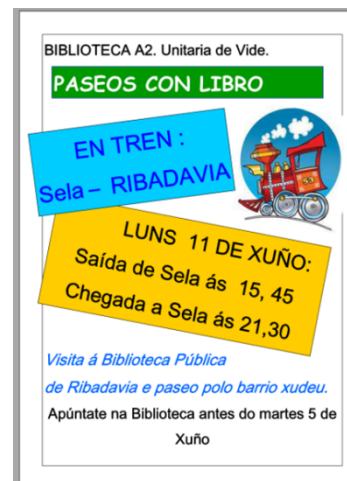 BIBLIOTECA A2. Unitaria de Vide.
PASEOS CON LIBRO
EN TREN :
Sela – RIBADAVIA
LUNS 11 DE XUÑO:
Saída de Sela ás 15, 45
Chegada a Sela ás 21,30
Visita á Biblioteca Pública
de Ribadavia e paseo polo barrio xudeu.
Apúntate na Biblioteca antes do martes 5 de
Xuño